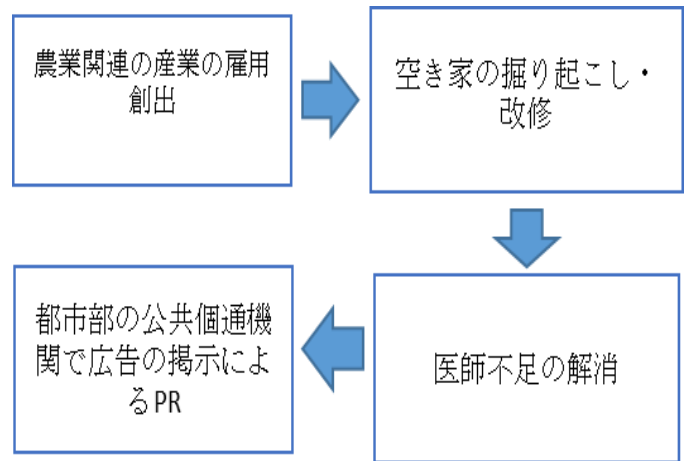 農業関連の産業の雇用
創出
空き家の掘り起こし・
改修
医師不足の解消
都市部の公共個通機
関で広告の掲示によ
るPR